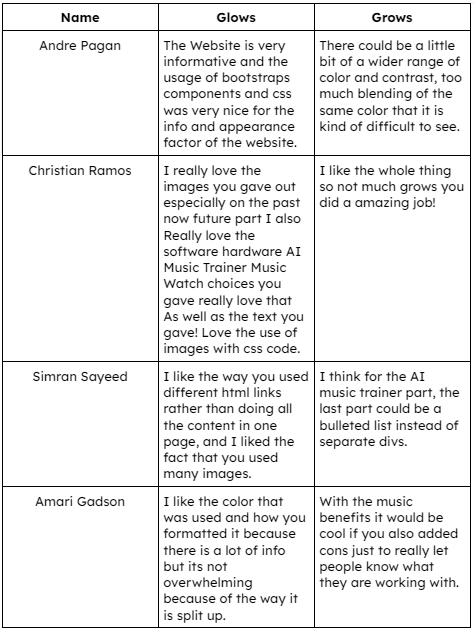 Name Glows Grows
Andre Pagan
The Website is very
informative and the
usage of bootstraps
components and css
was very nice for the
info and appearance
factor of the website.
There could be a little
bit of a wider range of
color and contrast, too
much blending of the
same color that it is
kind of difficult to see.
Christian Ramos
I really love the
images you gave out
especially on the past
now future part I also
Really love the
software hardware AI
Music Trainer Music
Watch choices you
gave really love that
As well as the text you
gave! Love the use of
images with css code.
I like the whole thing
so not much grows you
did a amazing job!
Simran Sayeed
I like the way you used
different html links
rather than doing all
the content in one
page, and I liked the
fact that you used
many images.
I think for the AI
music trainer part, the
last part could be a
bulleted list instead of
separate divs.
Amari Gadson
I like the color that
was used and how you
formatted it because
there is a lot of info
but its not
overwhelming
because of the way it
is split up.
With the music
benefits it would be
cool if you also added
cons just to really let
people know what
they are working with.